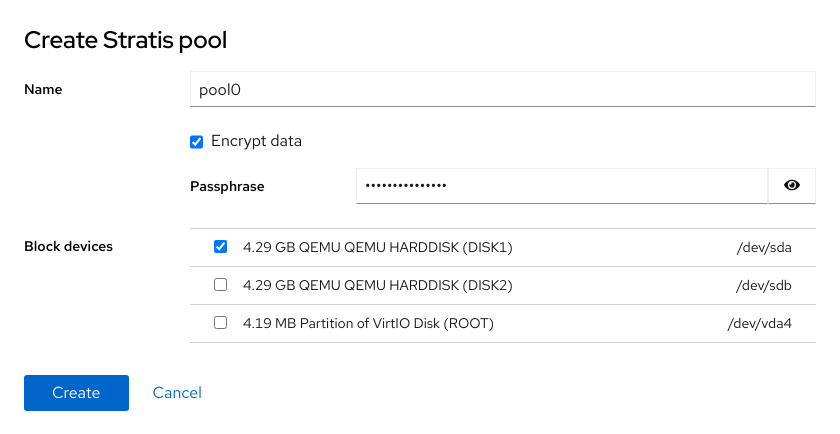 Create Stratis pool
Name
pool0
Encrypt data
Passphrase
•••••••••••••••
Block devices
4.29 GB QEMU QEMU HARDDISK (DISK1) /dev/sda
4.29 GB QEMU QEMU HARDDISK (DISK2) /dev/sdb
4.19 MB Partition of VirtIO Disk (ROOT) /dev/vda4
Create Cancel